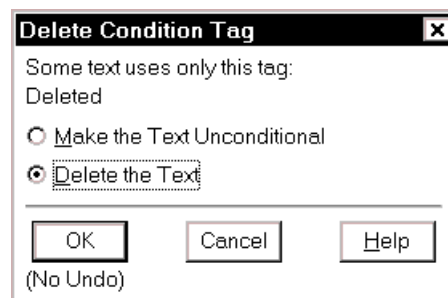 Delete Condition Tag
Some text uses only this tag:
Deleted
Make the Text Unconditional
Delete the Text
OK Cancel Help
(No Undo)